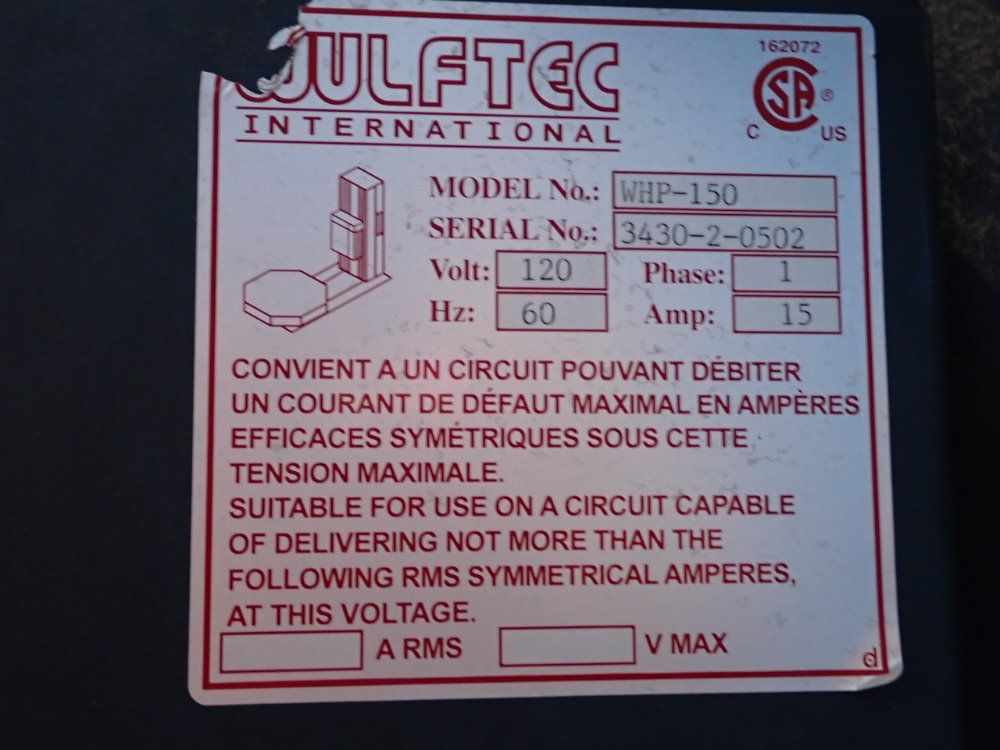 WULFTEC
INTERNATIONAL
162072
CSA ®
C US
MODEL No.: WHP-150
SERIAL No.: 3430-2-0502
Volt: 120 Phase: 1
Hz: 60 Amp: 15
CONVIENT A UN CIRCUIT POUVANT DÉBITER
UN COURANT DE DÉFAUT MAXIMAL EN AMPÈRES
EFFICACES SYMÉTRIQUES SOUS CETTE
TENSION MAXIMALE.
SUITABLE FOR USE ON A CIRCUIT CAPABLE
OF DELIVERING NOT MORE THAN THE
FOLLOWING RMS SYMMETRICAL AMPERES,
AT THIS VOLTAGE.
A RMS V MAX
d